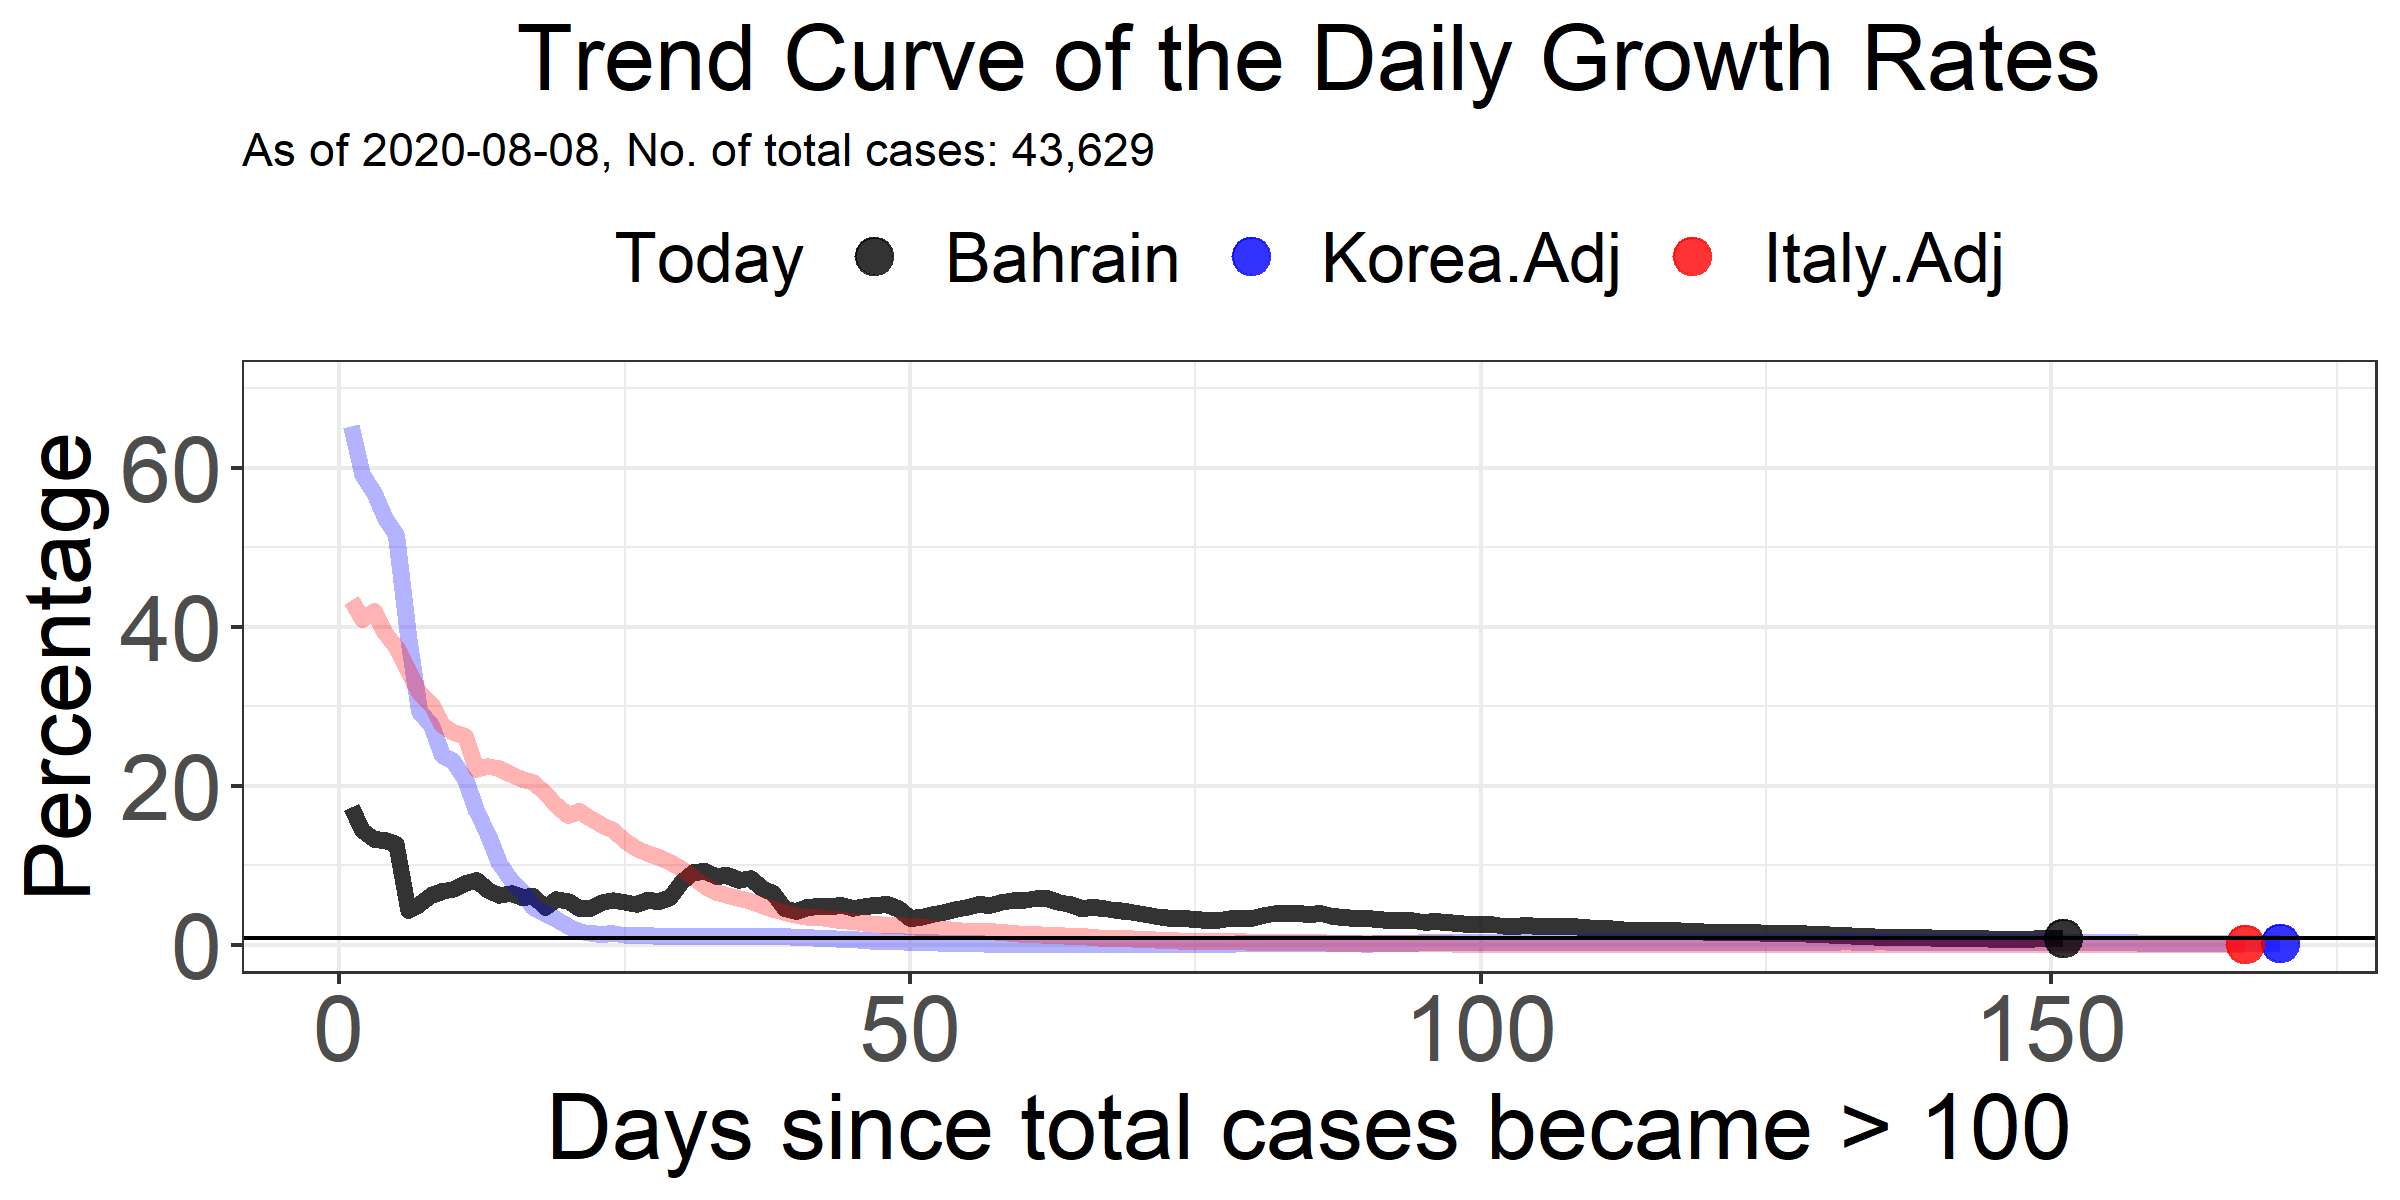 Trend Curve of the Daily Growth Rates
As of 2020-08-08, No. of total cases: 43,629
Today Bahrain Korea.Adj Italy.Adj
Percentage
60
40
20
0
0 50 100 150
Days since total cases became > 100